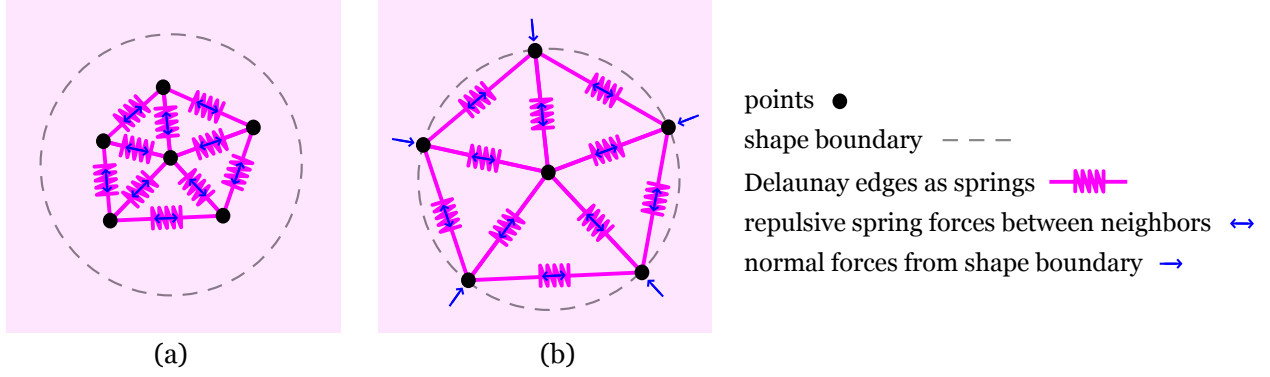 points
shape boundary
Delaunay edges as springs
repulsive spring forces between neighbors
normal forces from shape boundary
(a)
(b)